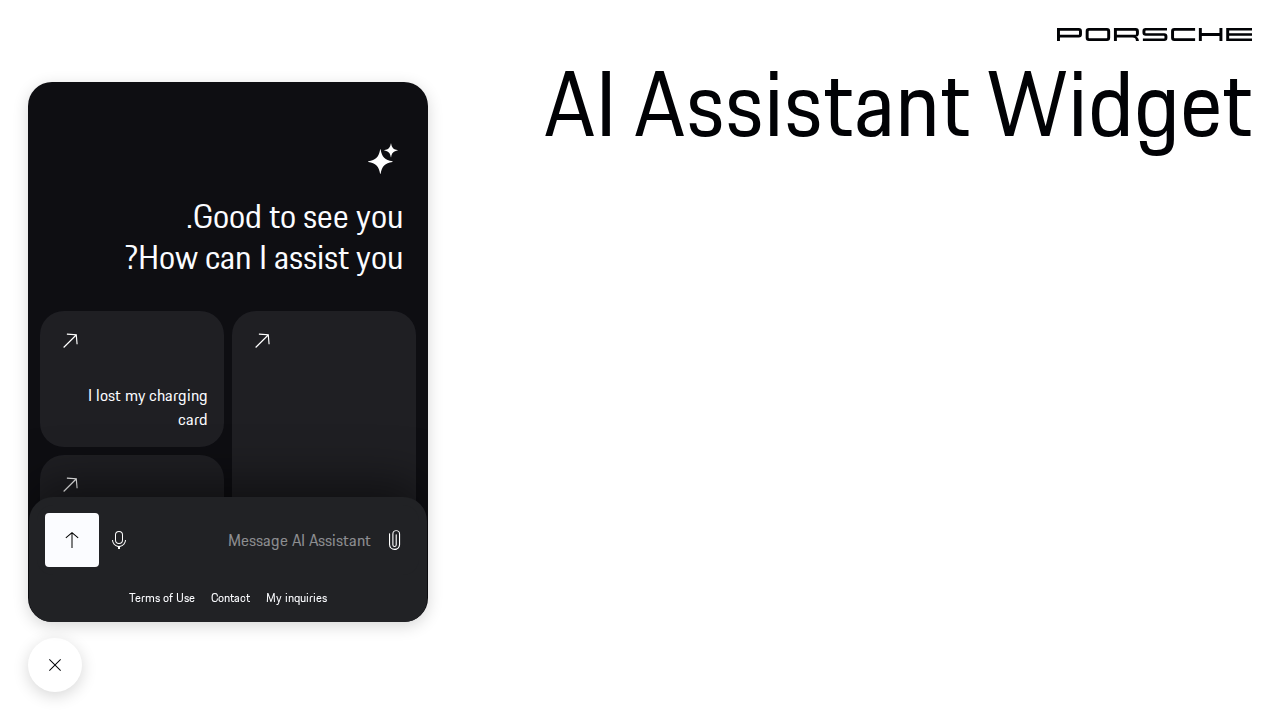 PORSCHE
AI Assistant Widget
.Good to see you
?How can I assist you
I lost my charging
card
Message AI Assistant
Terms of Use Contact My inquiries